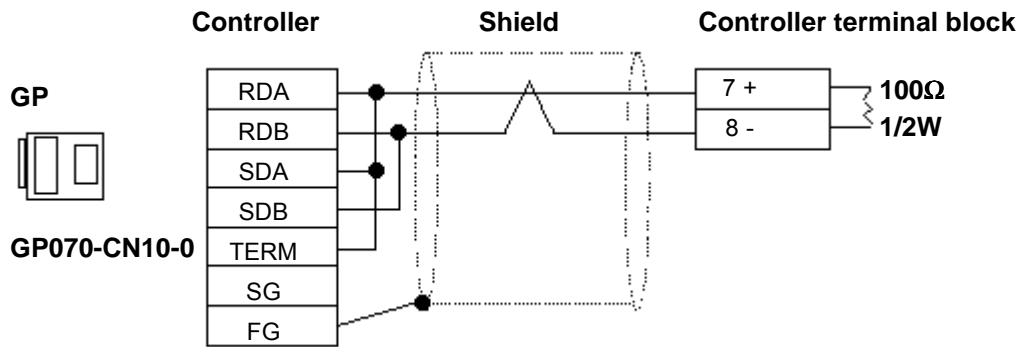 Controller
Shield
Controller terminal block
GP
GP070-CN10-0
RDA
RDB
SDA
SDB
TERM
SG
FG
7 +
8 -
100Ω
1/2W